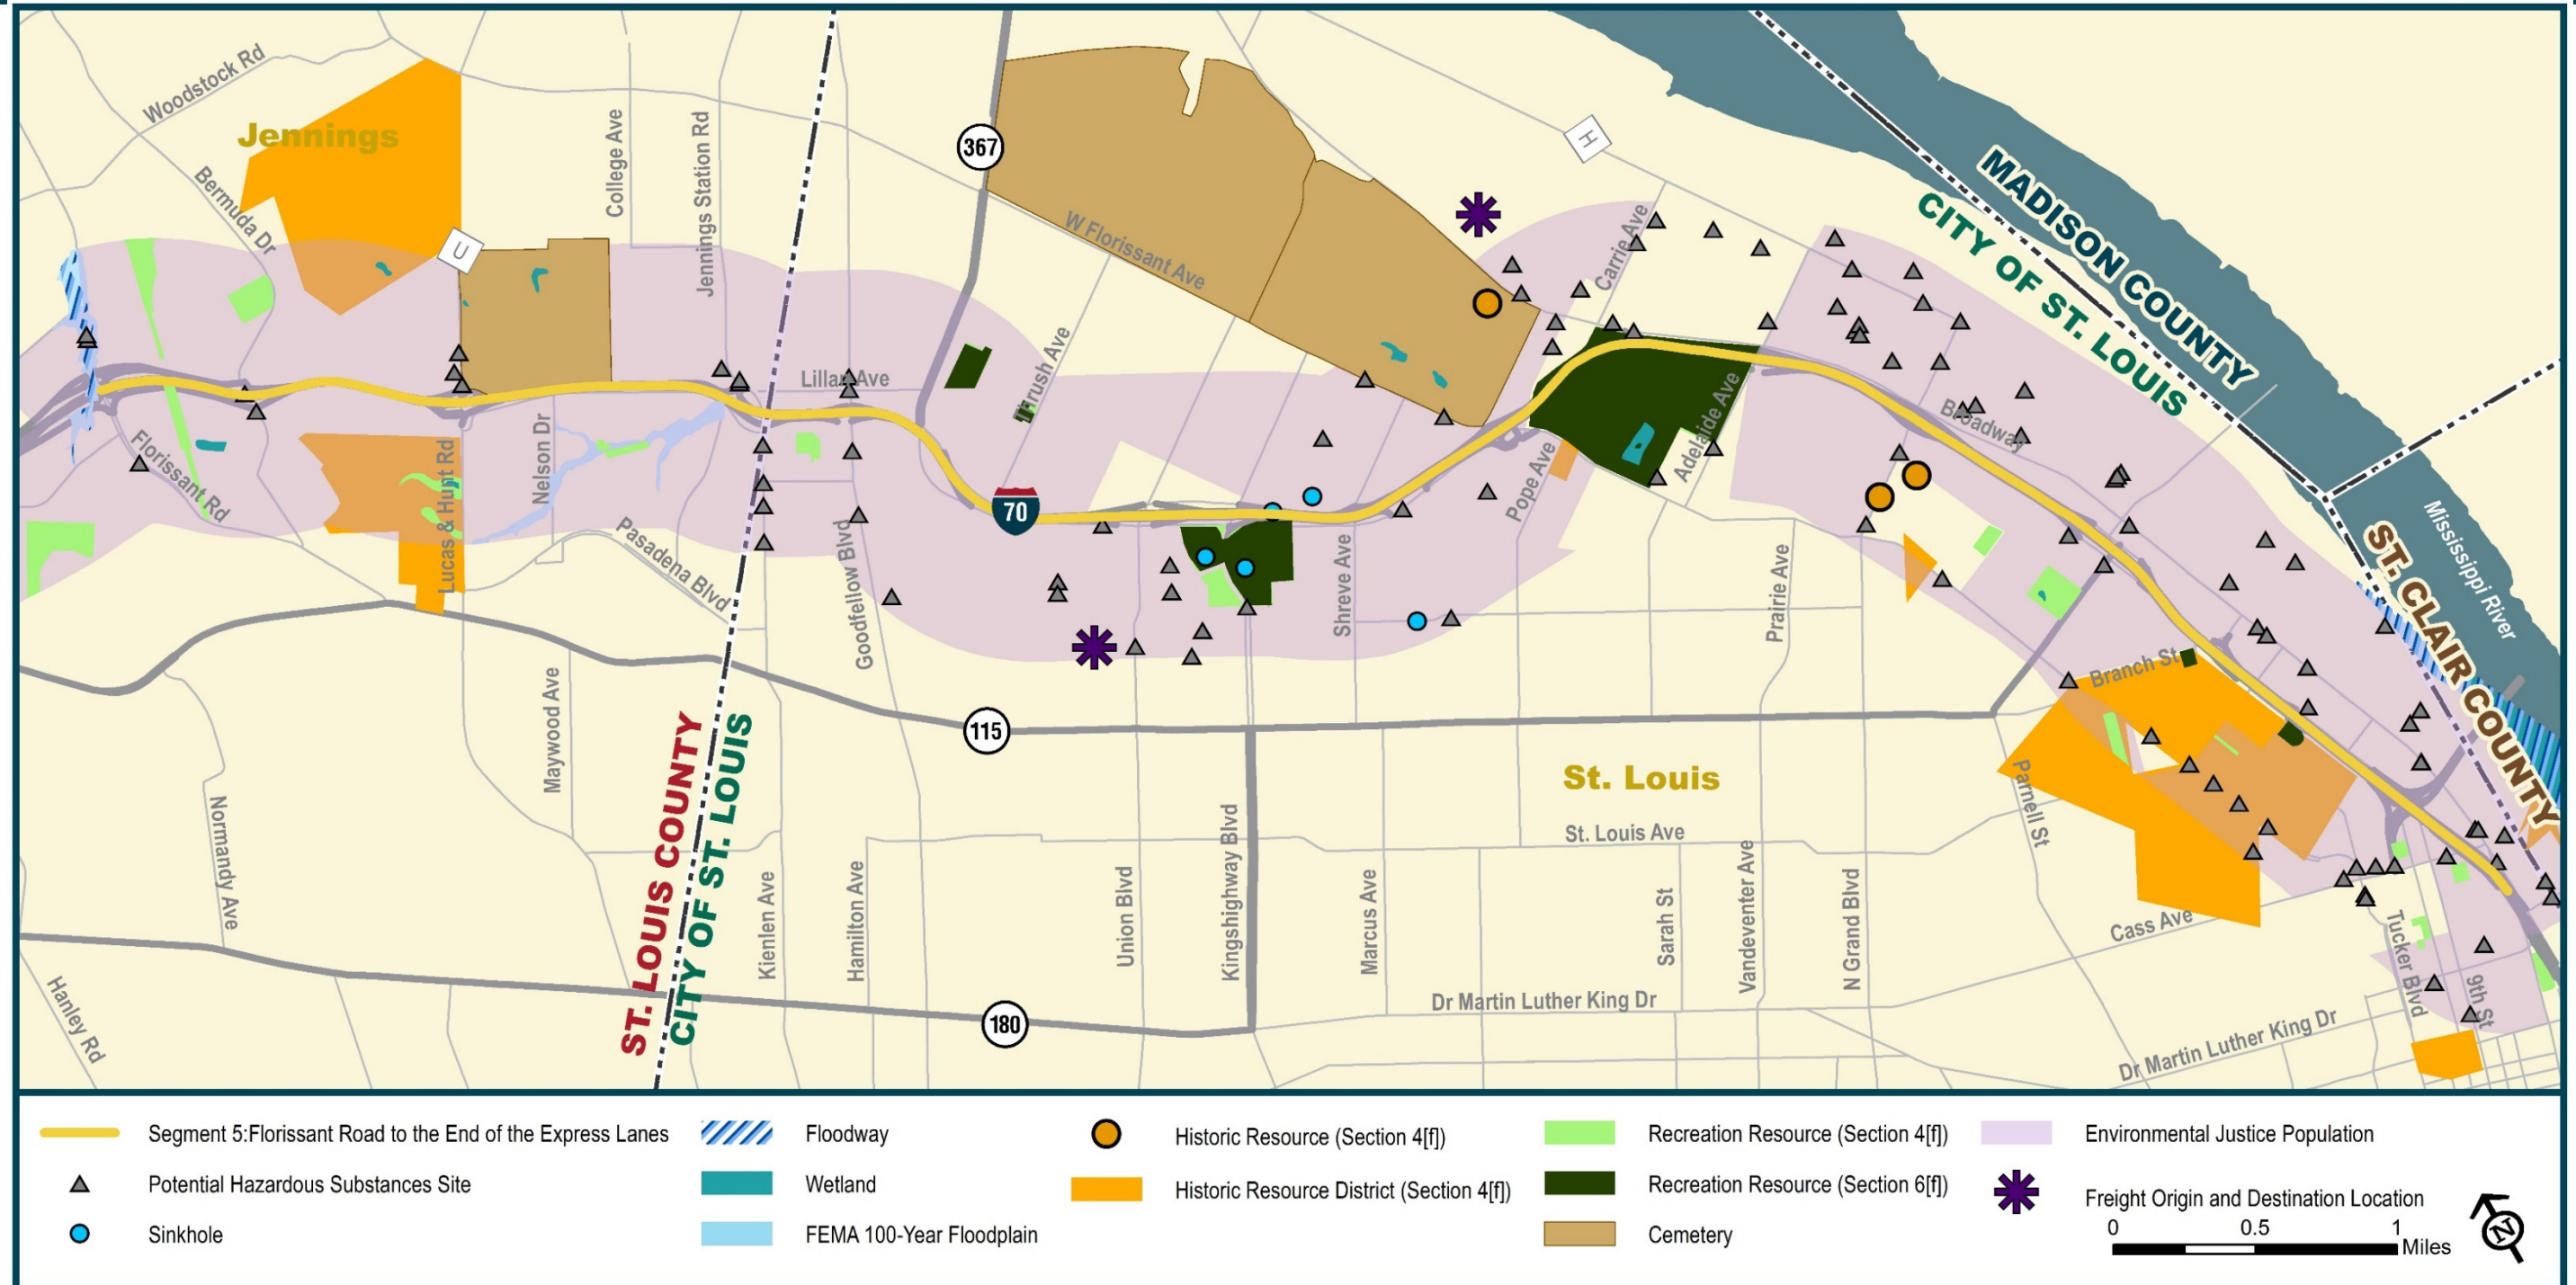 Woodstock Rd
Jennings
Bermuda Dr
College Ave
Jennings Station Rd
367
H
U
W Florissant Ave
Carrie Ave
MADISON COUNTY
CITY OF ST. LOUIS
Thrush Ave
Lillan Ave
Adelaide Ave
Broadway
Florissant Rd
Lucas & Hunt Rd
Nelson Dr
Pope Ave
70
Pasadena Blvd
Goodfellow Blvd
Shreve Ave
Prairie Ave
Mississippi River
ST. CLAIR COUNTY
Branch St
Maywood Ave
115
ST. LOUIS COUNTY
CITY OF ST. LOUIS
St. Louis
Parnell St
St. Louis Ave
Normandy Ave
Kienlen Ave
Hamilton Ave
Union Blvd
Kingshighway Blvd
Marcus Ave
Sarah St
Vandeventer Ave
N Grand Blvd
Cass Ave
Tucker Blvd
9th St
Hanley Rd
180
Dr Martin Luther King Dr
Dr Martin Luther King Dr
Segment 5:Florissant Road to the End of the Express Lanes
Potential Hazardous Substances Site
Sinkhole
Floodway
Wetland
FEMA 100-Year Floodplain
Historic Resource (Section 4[f])
Historic Resource District (Section 4[f])
Recreation Resource (Section 4[f])
Recreation Resource (Section 6[f])
Cemetery
Environmental Justice Population
Freight Origin and Destination Location
0 0.5 1
Miles
N